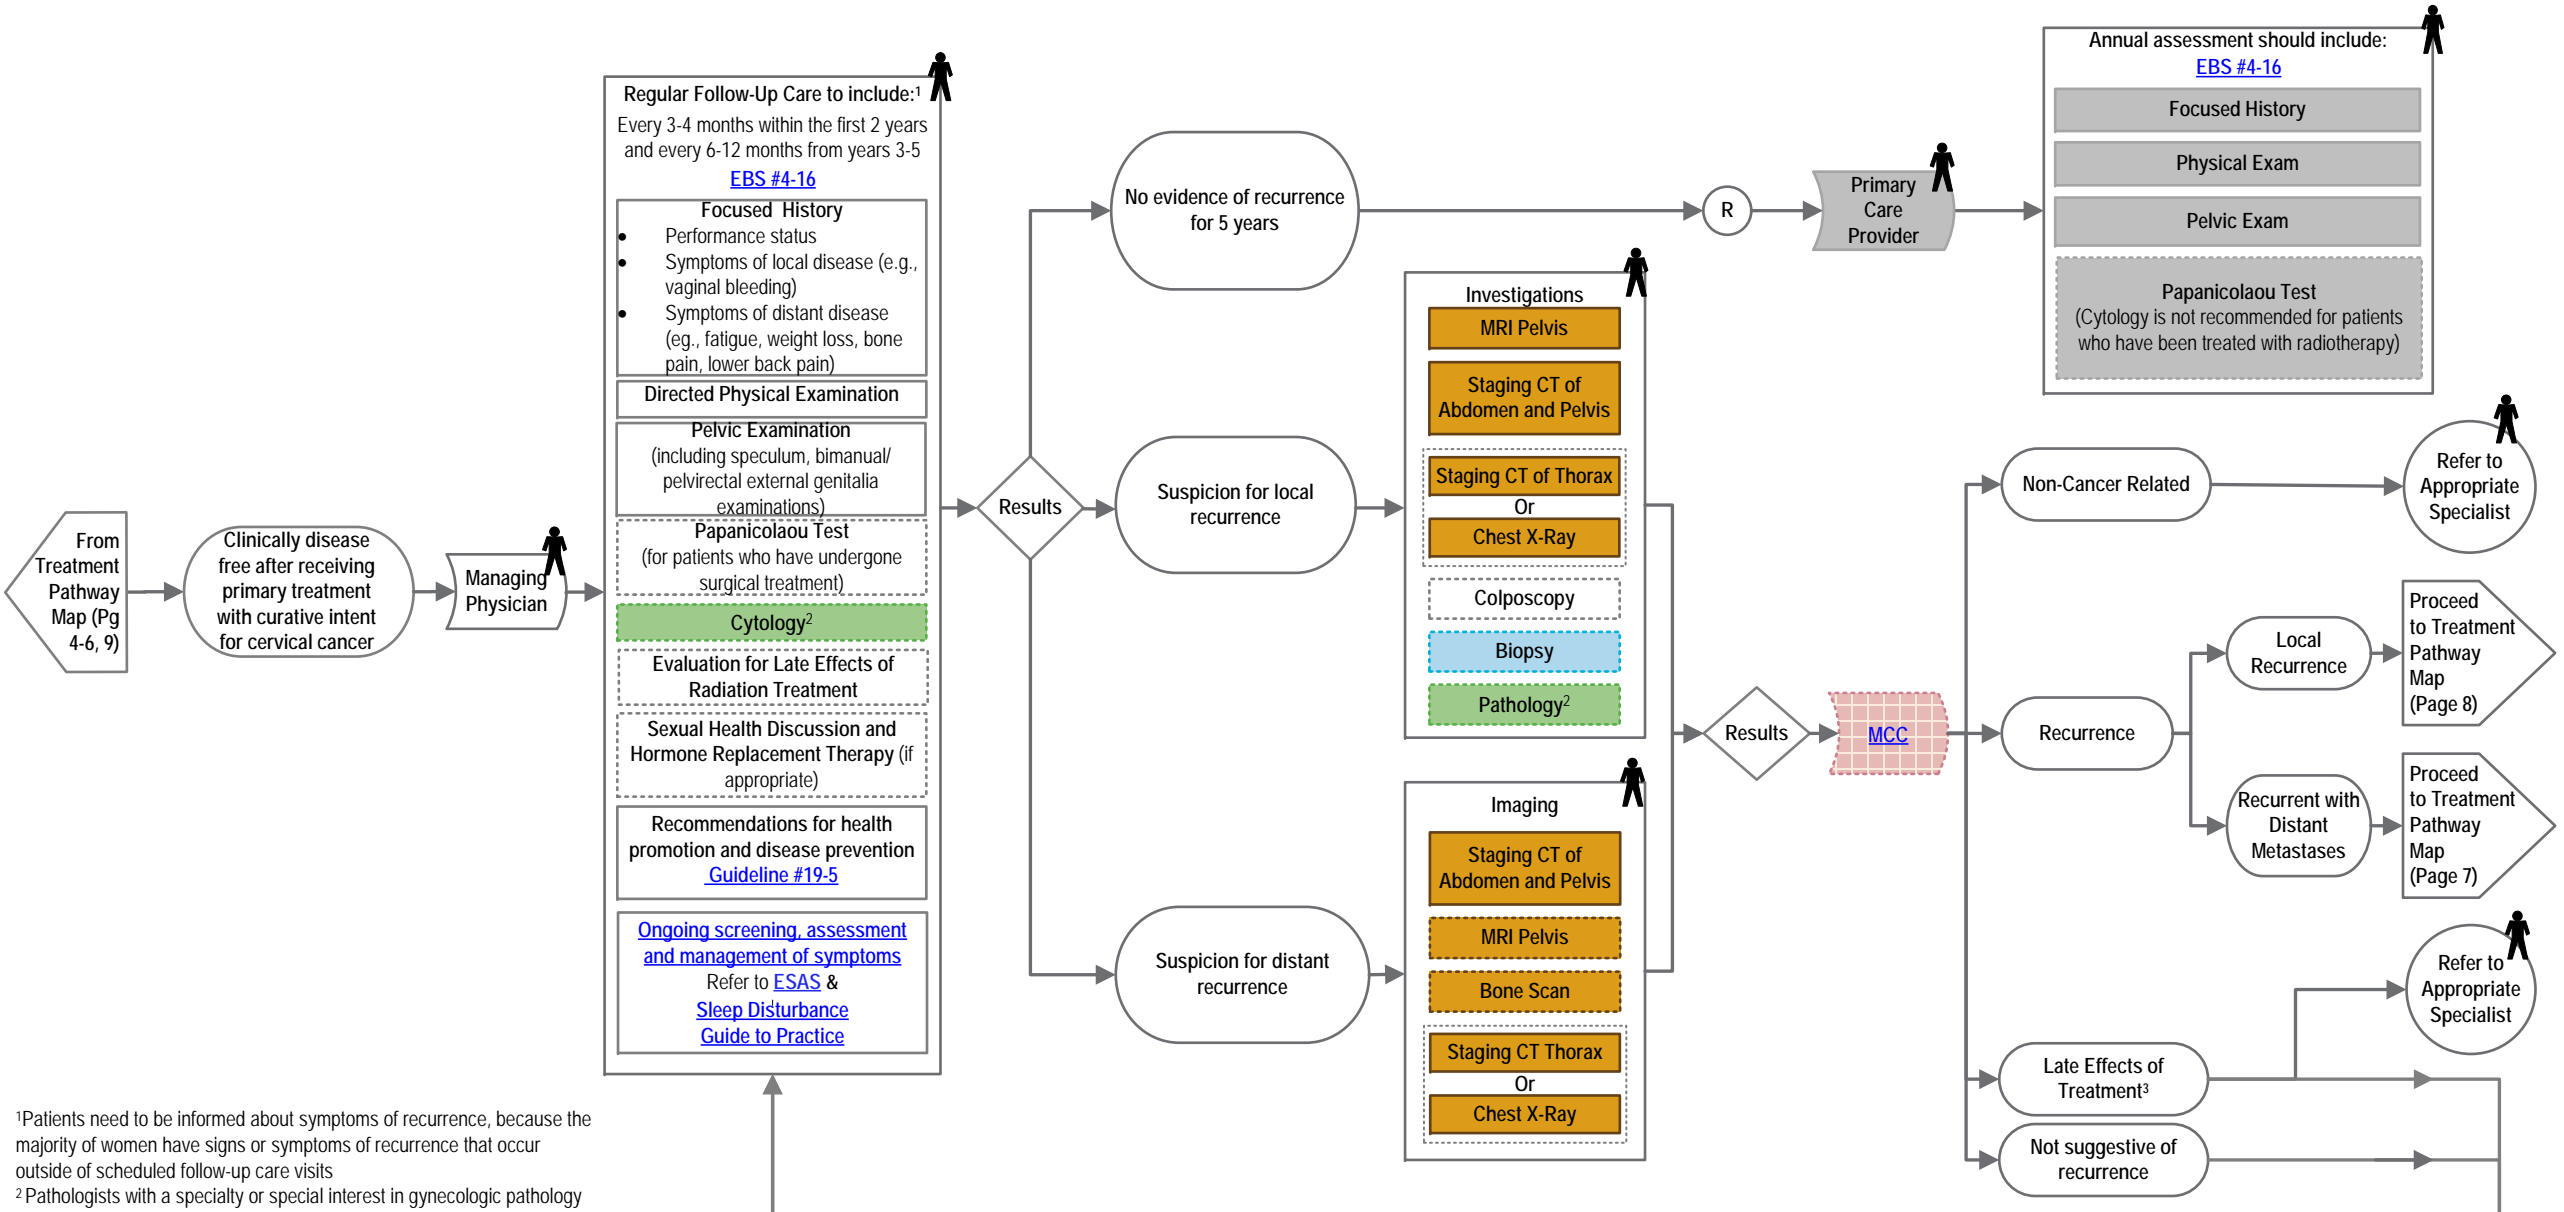 From
Treatment
Pathway
Map (Pg
4-6, 9)
Clinically disease
free after receiving
primary treatment
with curative intent
for cervical cancer
Managing
Physician
Regular Follow-Up Care to include:1
Every 3-4 months within the first 2 years
and every 6-12 months from years 3-5
EBS #4-16
Focused History
• Performance status
• Symptoms of local disease (e.g.,
vaginal bleeding)
• Symptoms of distant disease
(eg., fatigue, weight loss, bone
pain, lower back pain)
Directed Physical Examination
Pelvic Examination
(including speculum, bimanual/
pelvirectal external genitalia
examinations)
Papanicolaou Test
(for patients who have undergone
surgical treatment)
Cytology2
Evaluation for Late Effects of
Radiation Treatment
Sexual Health Discussion and
Hormone Replacement Therapy (if
appropriate)
Recommendations for health
promotion and disease prevention
Guideline #19-5
Ongoing screening, assessment
and management of symptoms
Refer to ESAS &
Sleep Disturbance
Guide to Practice
Results
No evidence of recurrence
for 5 years
R
Primary
Care
Provider
Annual assessment should include:
EBS #4-16
Focused History
Physical Exam
Pelvic Exam
Papanicolaou Test
(Cytology is not recommended for patients
who have been treated with radiotherapy)
Suspicion for local
recurrence
Investigations
MRI Pelvis
Staging CT of
Abdomen and Pelvis
Staging CT of Thorax
Or
Chest X-Ray
Colposcopy
Biopsy
Pathology2
Suspicion for distant
recurrence
Imaging
Staging CT of
Abdomen and Pelvis
MRI Pelvis
Bone Scan
Staging CT Thorax
Or
Chest X-Ray
Results
MCC
Non-Cancer Related
Refer to
Appropriate
Specialist
Recurrence
Local
Recurrence
Proceed
to Treatment
Pathway
Map
(Page 8)
Recurrent with
Distant
Metastases
Proceed
to Treatment
Pathway
Map
(Page 7)
Late Effects of
Treatment3
Refer to
Appropriate
Specialist
Not suggestive of
recurrence
1Patients need to be informed about symptoms of recurrence, because the
majority of women have signs or symptoms of recurrence that occur
outside of scheduled follow-up care visits
2 Pathologists with a specialty or special interest in gynecologic pathology